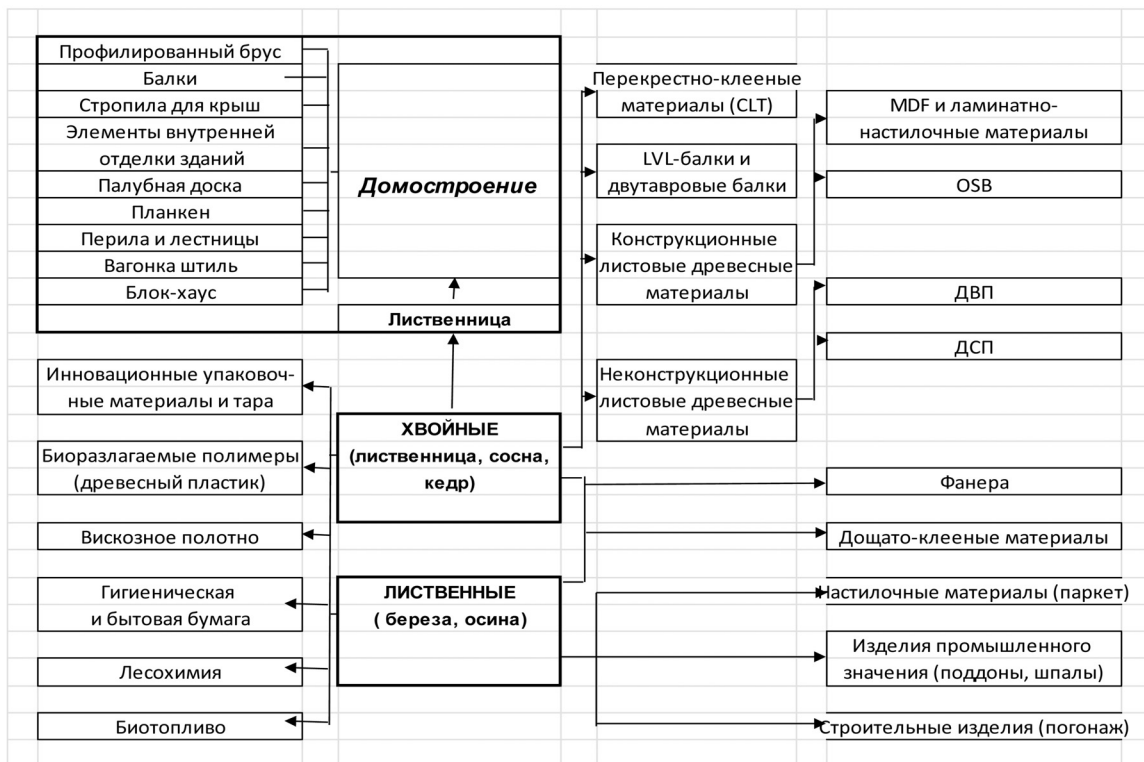 Профилированный брус
Балки
Стропила для крыш
Элементы внутренней
отделки зданий
Палубная доска
Планкен
Перила и лестницы
Вагонка штиль
Блок-хаус
Домостроение
Лиственница
Перекрестно-клееные
материалы (CLT)
LVL-балки и
двутавровые балки
Конструкционные
листовые древесные
материалы
Неконструкционные
листовые древесные
материалы
MDF и ламинатно-
настилочные материалы
OSB
ДВП
ДСП
Инновационные упаковоч-
ные материалы и тара
Биоразлагаемые полимеры
(древесный пластик)
Вискозное полотно
Гигиеническая
и бытовая бумага
Лесохимия
Биотопливо
ХВОЙНЫЕ
(лиственница, сосна,
кедр)
ЛИСТВЕННЫЕ
( береза, осина)
Фанера
Дощато-клееные материалы
Настилочные материалы (паркет)
Изделия промышленного
значения (поддоны, шпалы)
Строительные изделия (погонаж)